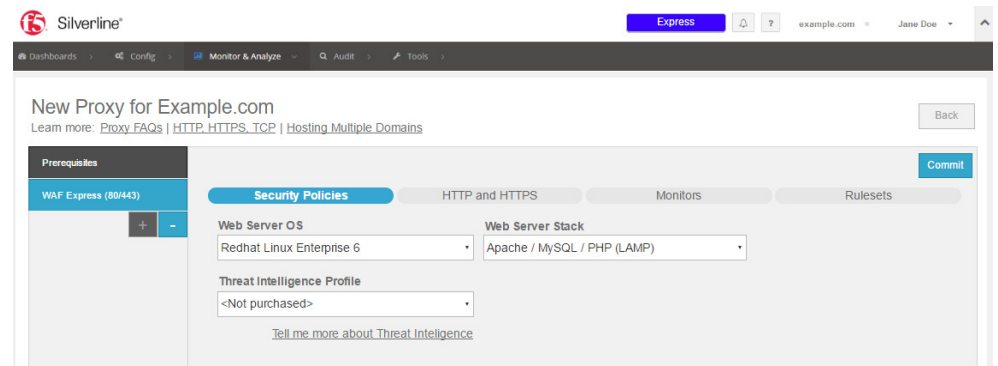 f5 Silverline®
Express ? example.com Jane Doe
Dashboards > Config > Monitor & Analyze Audit > Tools >
New Proxy for Example.com
Learn more: Proxy FAQs | HTTP, HTTPS, TCP | Hosting Multiple Domains
Back
Prerequisites
Commit
WAF Express (80/443)
+ -
Security Policies HTTP and HTTPS Monitors Rulesets
Web Server OS Web Server Stack
Redhat Linux Enterprise 6 Apache / MySQL / PHP (LAMP)
Threat Intelligence Profile
<Not purchased>
Tell me more about Threat Inteligence